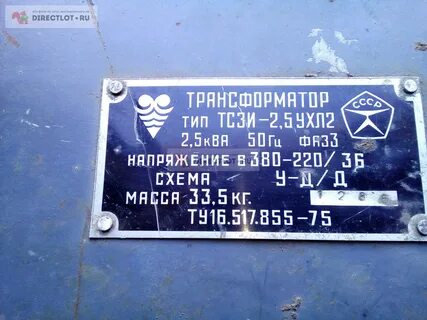 DIRECTLOT.RU
СССР
ТРАНСФОРМАТОР
ТИП ТСЗИ-2,5УХЛ2
2,5кВА 50Гц ФАЗ3
НАПРЯЖЕНИЕ В 380-220/36
СХЕМА У-Д/Д
МАССА 33,5КГ. 1286
ТУ16.517.855-75